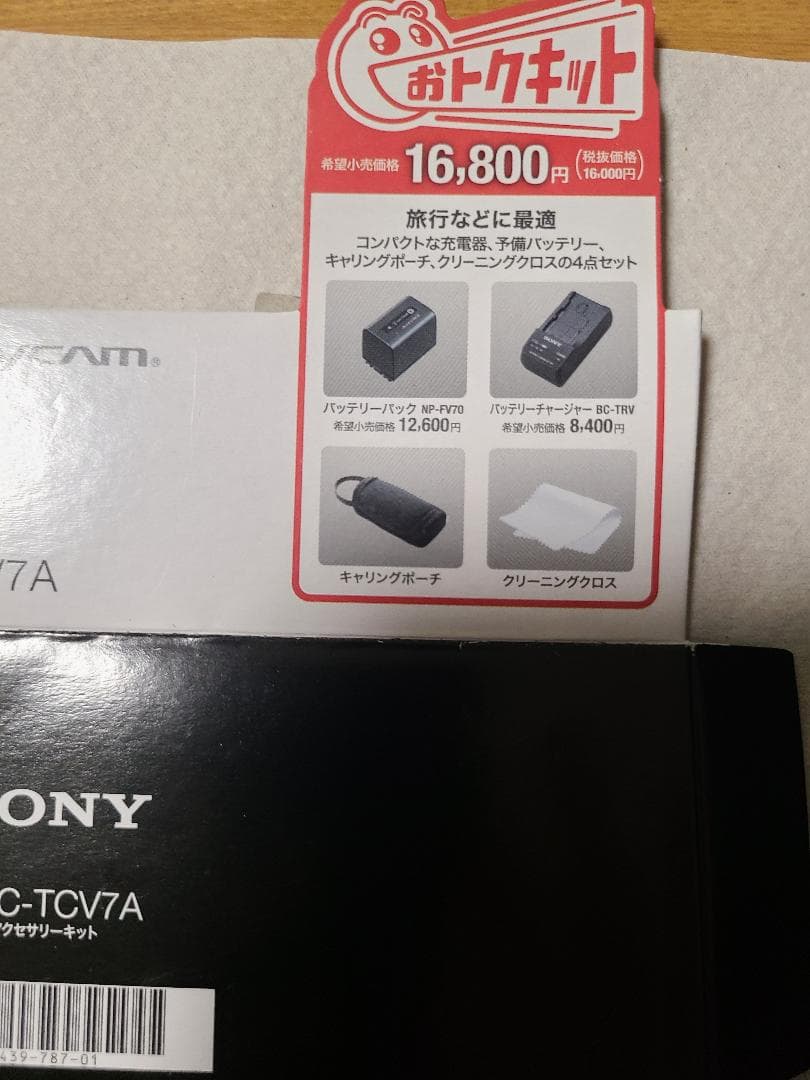 おトクキット
希望小売価格 16,800円 (税抜価格 16,000円)
旅行などに最適
コンパクトな充電器、予備バッテリー、
キャリングポーチ、クリーニングクロスの4点セット
SONY
バッテリーパック NP-FV70
希望小売価格 12,600円
バッテリーチャージャー BC-TRV
希望小売価格 8,400円
キャリングポーチ
クリーニングクロス
YCAM®
V7A
ONY
C-TCV7A
アクセサリーキット
439-787-01